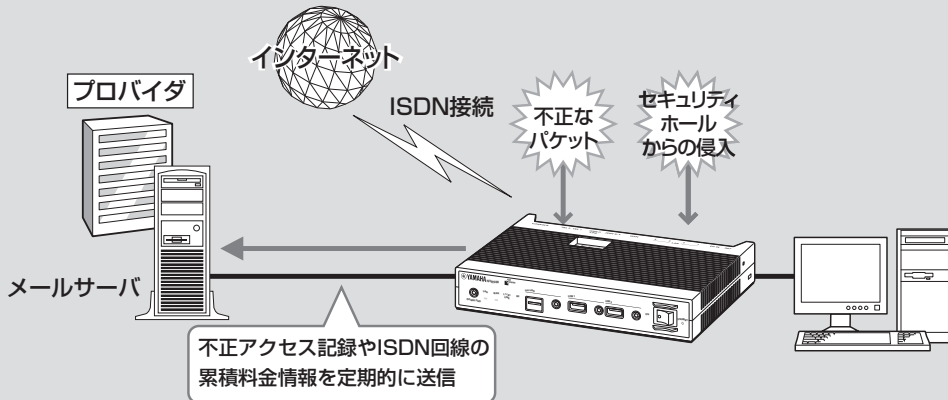 インターネット
プロバイダ
ISDN接続
不正な
パケット
セキュリティ
ホール
からの侵入
YAMAHA
メールサーバ
不正アクセス記録やISDN回線の
累積料金情報を定期的に送信